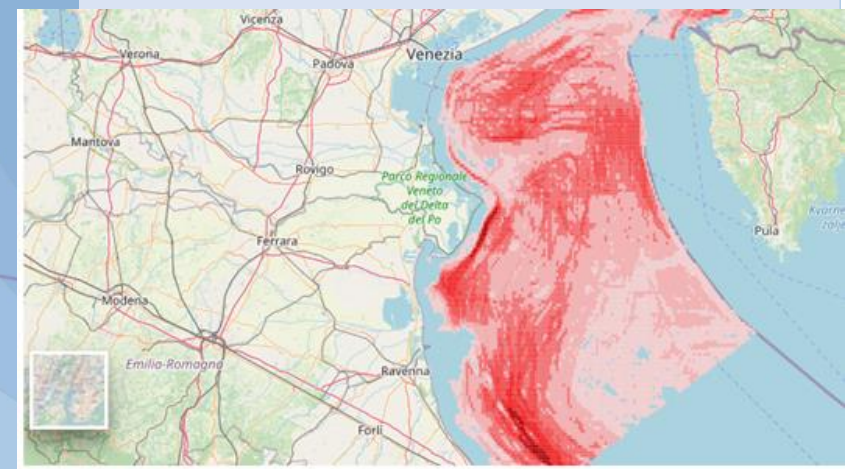 Vicenza
Verona
Venezia
Padova
Mantova
Rovigo
Parco Regionale
Veneto
del Delta
del Po
Pula
Ferrara
Modena
Emilia-Romagna
Ravenna
Forlì